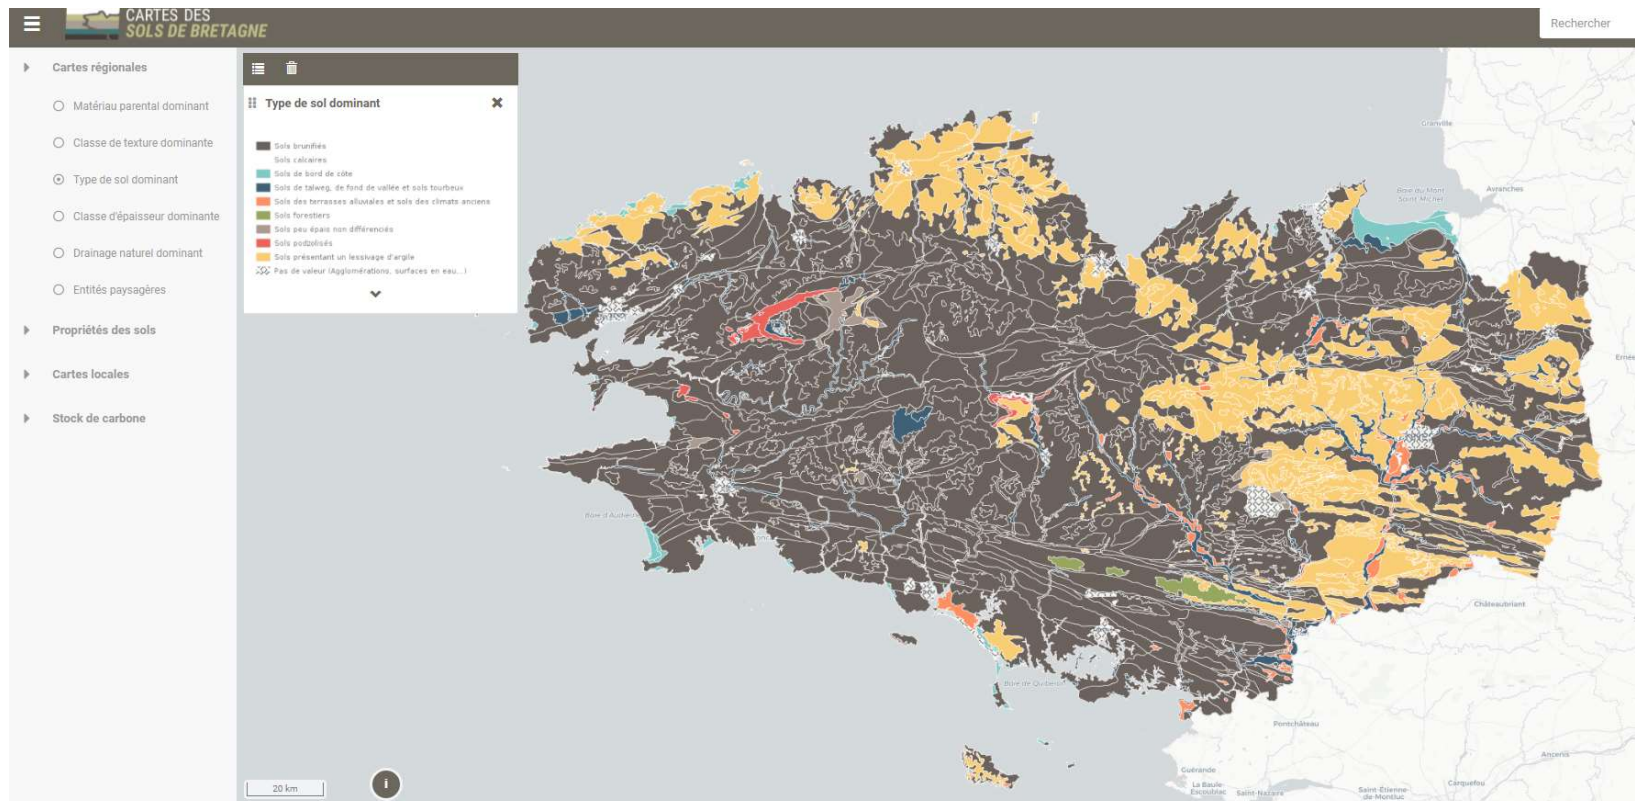 CARTES DES
SOLS DE BRETAGNE
Rechercher
Cartes régionales
Matériau parental dominant
Classe de texture dominante
Type de sol dominant
Classe d'épaisseur dominante
Drainage naturel dominant
Entités paysagères
Propriétés des sols
Cartes locales
Stock de carbone
Type de sol dominant
Sols brunifiés
Sols calcaires
Sols de bord de côte
Sols de talweg, de fond de vallée et sols tourbeux
Sols des terrasses alluviales et sols des climats anciens
Sols forestiers
Sols peu épais non différenciés
Sols podzolisés
Sols présentant un lessivage d'argile
Pas de valeur (Agglomérations, surfaces en eau...)
Granville
Baie du Mont
Saint Michel
Avranches
Ernée
Baie d'Audierne
Châteaubriant
Baie de Quiberon
Pontchâteau
Ancenis
Guérande
La Baule-
Escoublac
Saint-Nazaire
Carquefou
Saint-Étienne-
de-Montluc
20 km
i